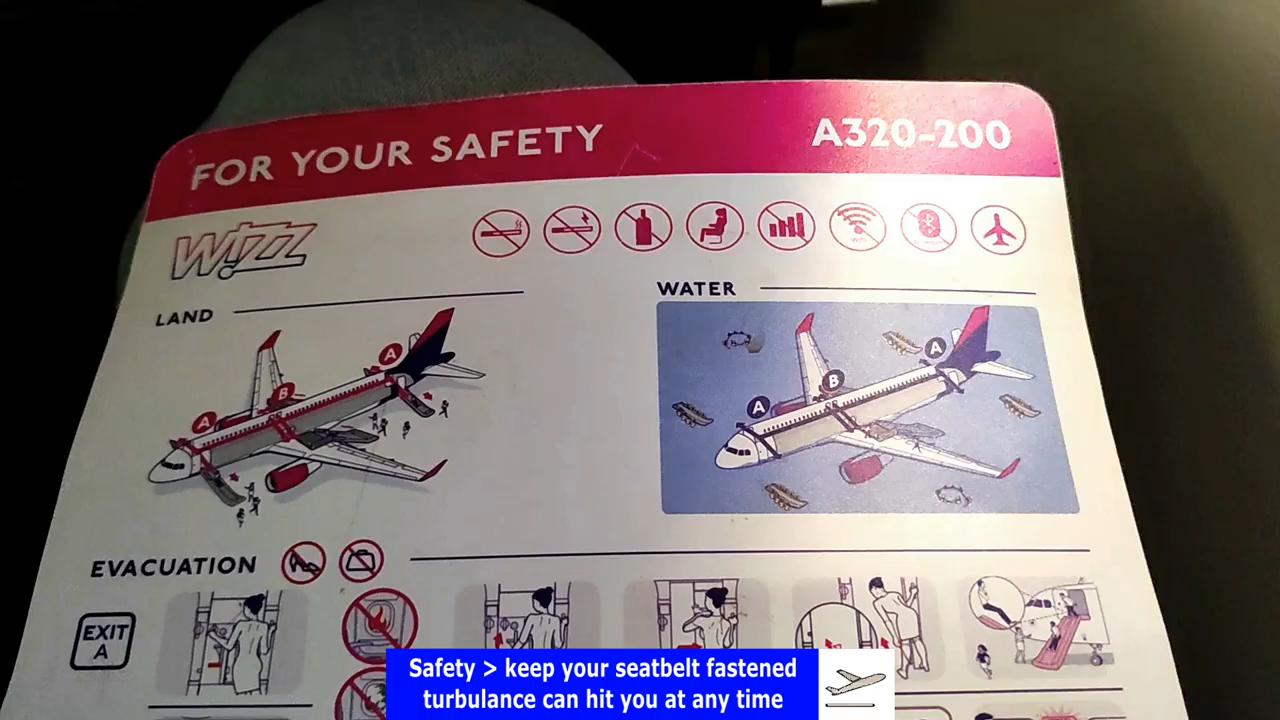 FOR YOUR SAFETY
A320-200
WIZZ
LAND
WATER
A
B
A
A
B
A
EVACUATION
EXIT
A
Safety > keep your seatbelt fastened
turbulance can hit you at any time